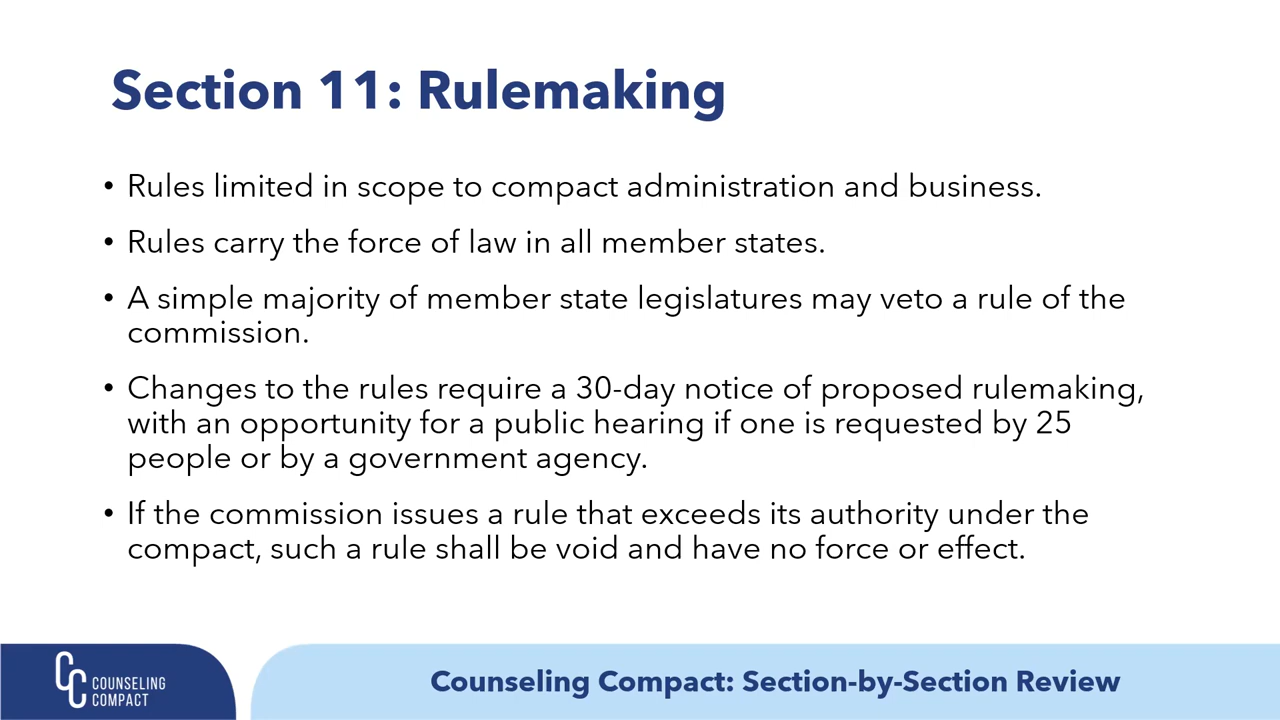 Section 11: Rulemaking
• Rules limited in scope to compact administration and business.
• Rules carry the force of law in all member states.
• A simple majority of member state legislatures may veto a rule of the
commission.
• Changes to the rules require a 30-day notice of proposed rulemaking,
with an opportunity for a public hearing if one is requested by 25
people or by a government agency.
• If the commission issues a rule that exceeds its authority under the
compact, such a rule shall be void and have no force or effect.
CC COUNSELING
COMPACT
Counseling Compact: Section-by-Section Review